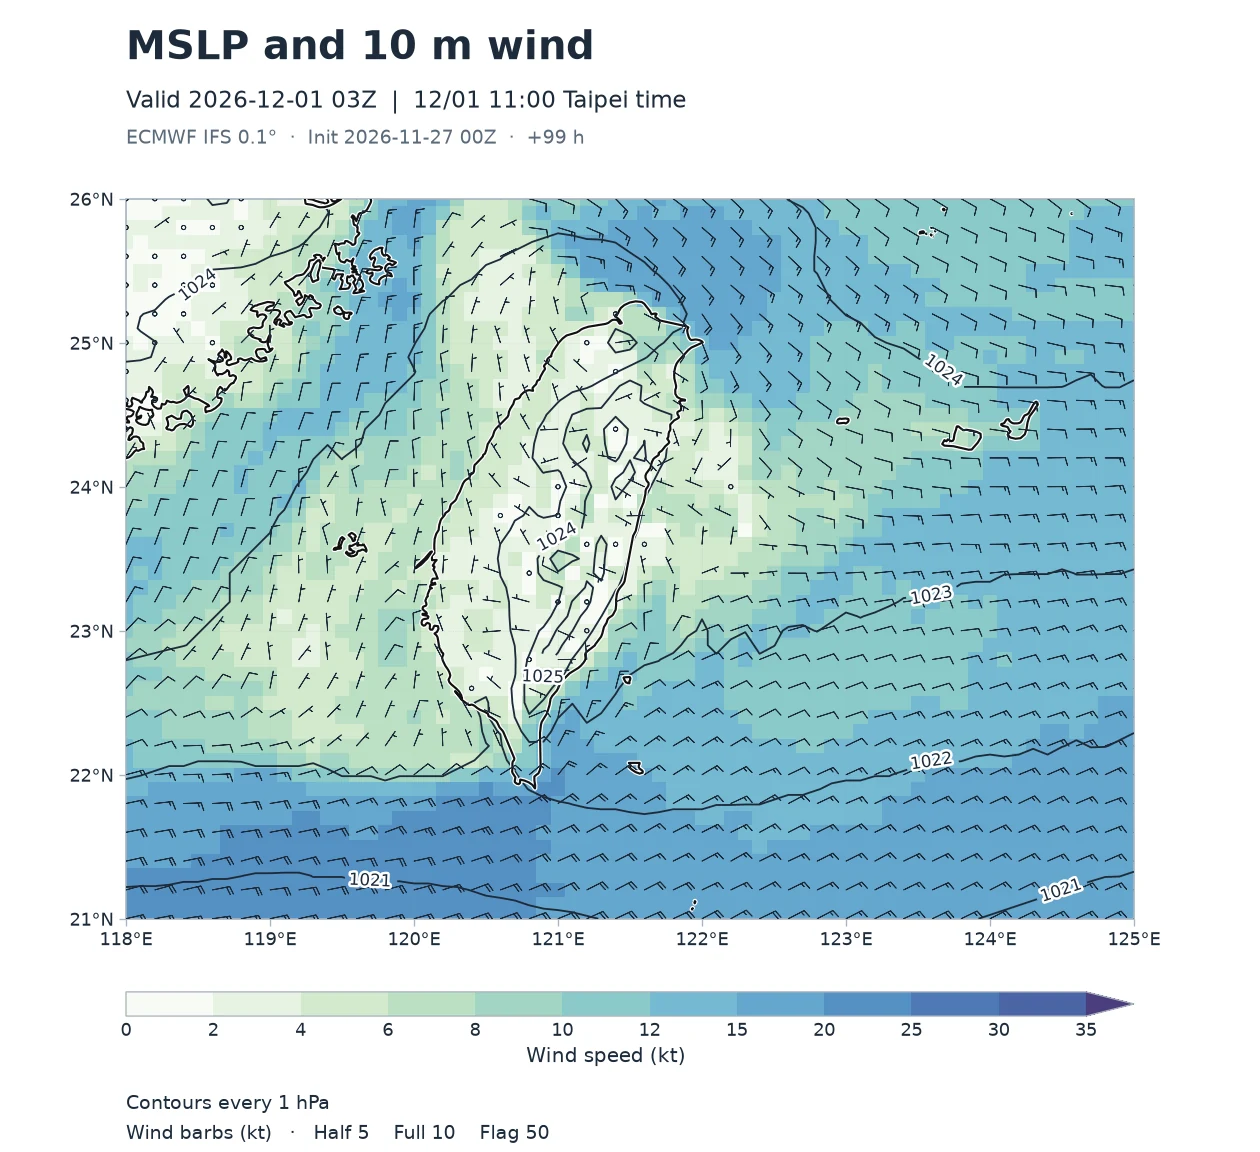 MSLP and 10 m wind
Valid 2026-12-01 03Z | 12/01 11:00 Taipei time
ECMWF IFS 0.1° · Init 2026-11-27 00Z · +99 h
26°N
1024
25°N
1024
24°N
1024
1023
23°N
1025
1022
22°N
1021
1021
21°N
118°E 119°E 120°E 121°E 122°E 123°E 124°E 125°E
0 2 4 6 8 10 12 15 20 25 30 35
Wind speed (kt)
Contours every 1 hPa
Wind barbs (kt) · Half 5 Full 10 Flag 50